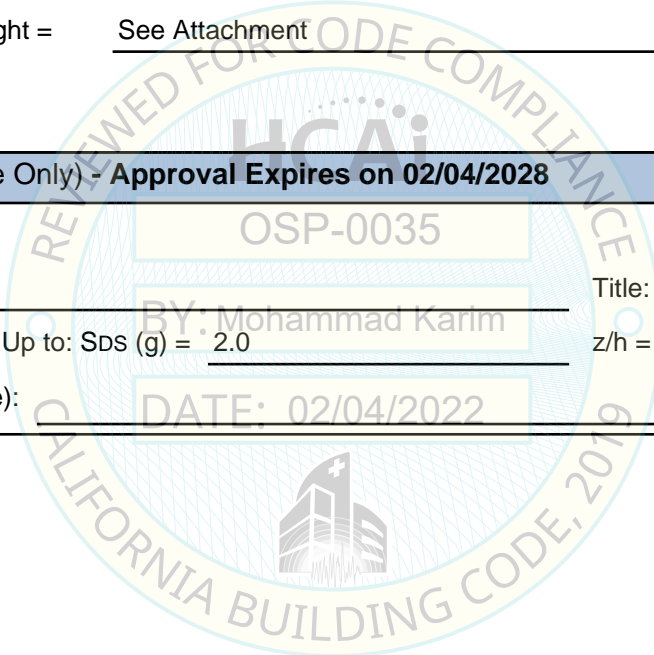 ght = See Attachment
REVIEWED FOR CODE COMPLIANCE
HCAi
e Only) - Approval Expires on 02/04/2028
OSP-0035
Title:
BY: Mohammad Karim
Up to: SDS (g) = 2.0 z/h =
e):
DATE: 02/04/2022
CALIFORNIA BUILDING CODE, 2019